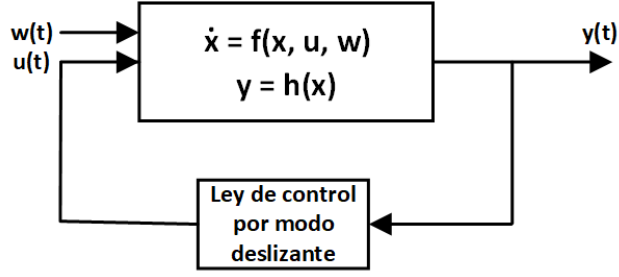 w(t)
u(t)
ẋ = f(x, u, w)
y = h(x)
y(t)
Ley de control
por modo
deslizante